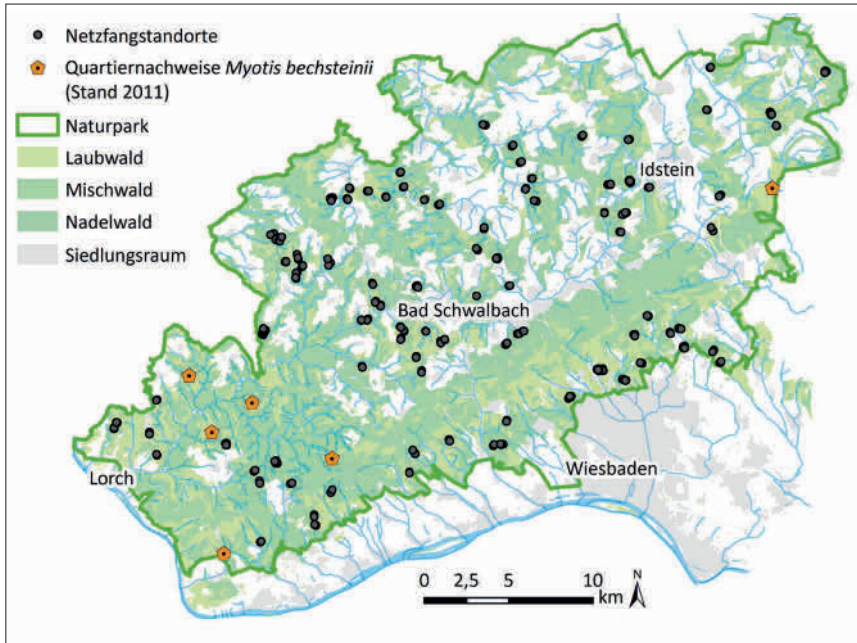 Netzfangstandorte
Quartiernachweise Myotis bechsteinii
(Stand 2011)
Naturpark
Laubwald
Mischwald
Nadelwald
Siedlungsraum
Idstein
Bad Schwalbach
Lorch
Wiesbaden
0 2,5 5 10
km
N